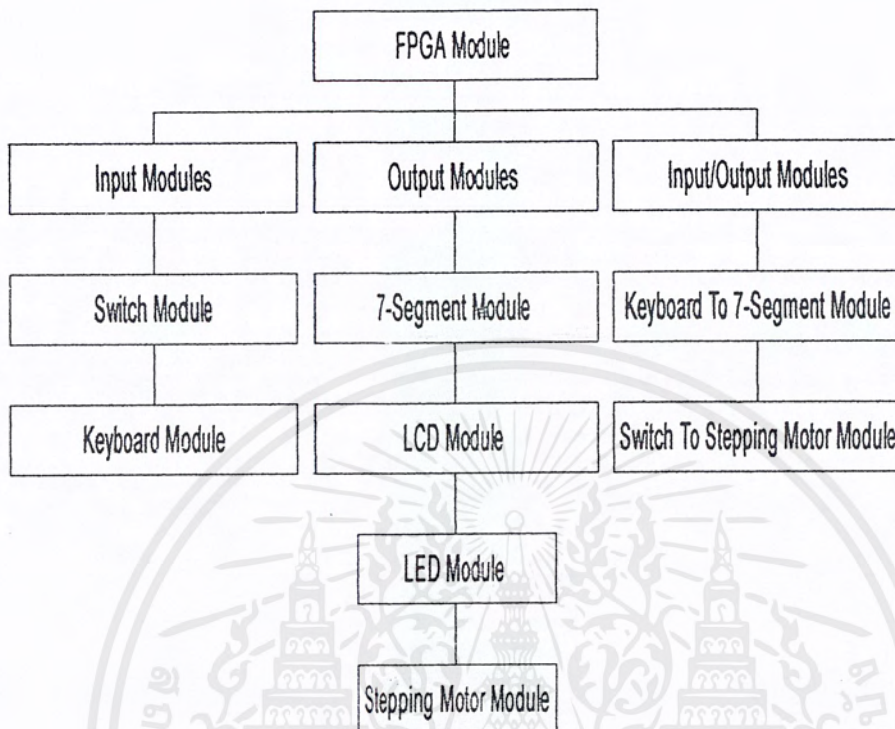 FPGA Module
Input Modules
Output Modules
Input/Output Modules
Switch Module
7-Segment Module
Keyboard To 7-Segment Module
Keyboard Module
LCD Module
Switch To Stepping Motor Module
LED Module
Stepping Motor Module